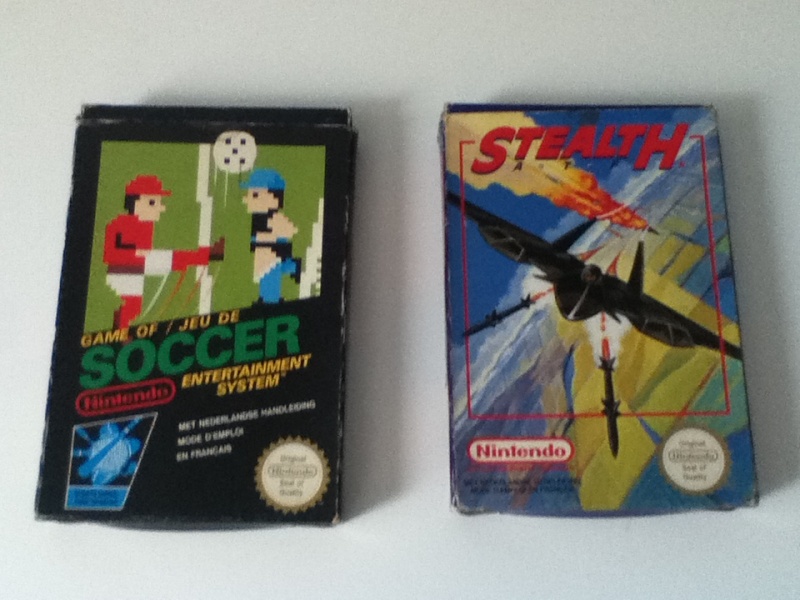 GAME OF / JEU DE
SOCCER
ENTERTAINMENT
SYSTEM
Nintendo
MET NEDERLANDSE HANDLEIDING
MODE D'EMPLOI
EN FRANCAIS
Original
Nintendo
Seal of
Quality
STEALTH
A T
Nintendo
Original
Nintendo
Seal of
Quality